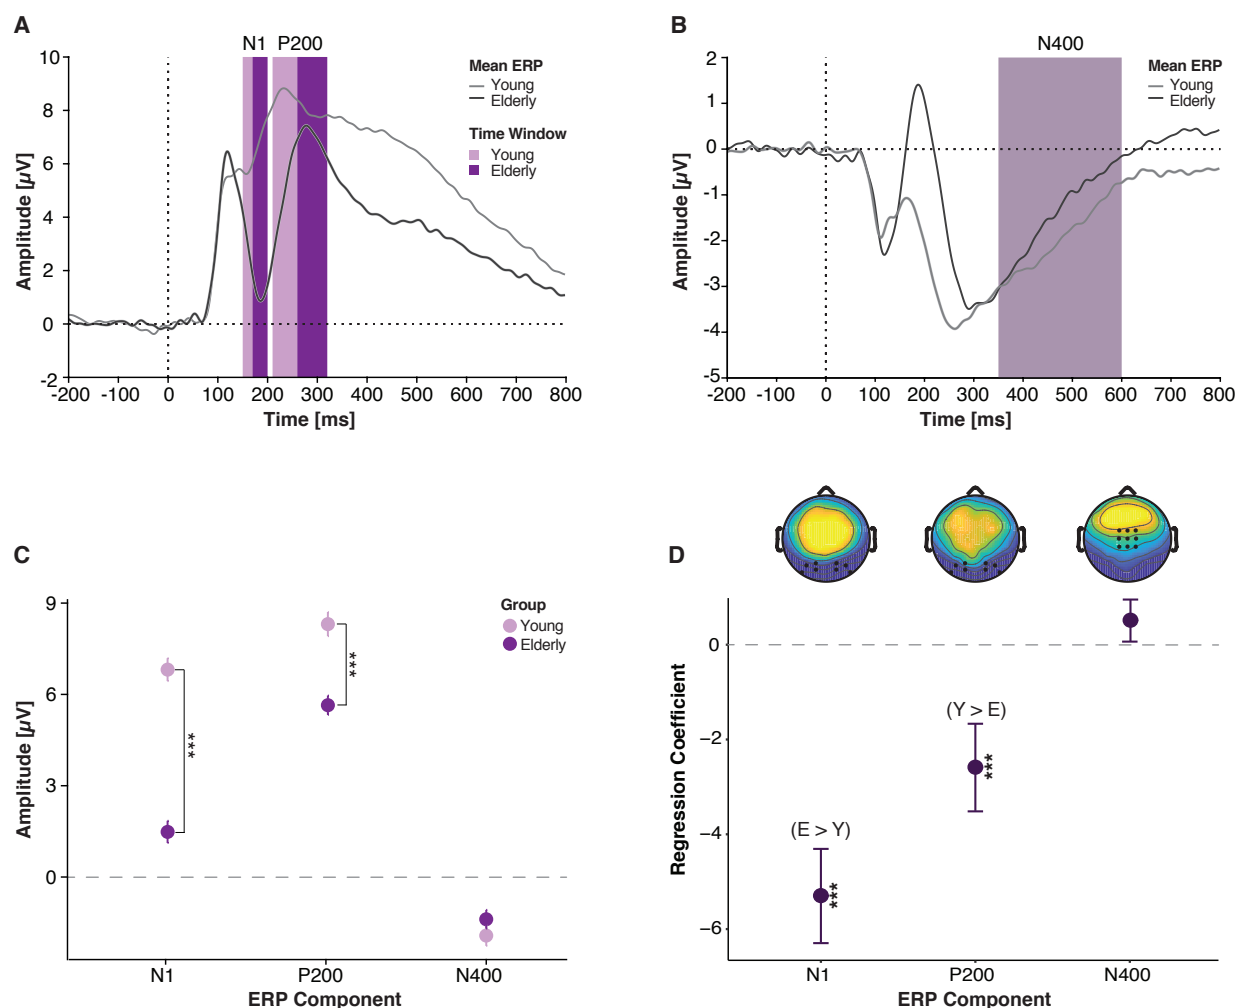 A
N1 P200
10
8
6
4
2
0
-2
Amplitude [µV]
Mean ERP
Young
Elderly
Time Window
Young
Elderly
-200 -100 0 100 200 300 400 500 600 700 800
Time [ms]
B
N400
2
1
0
-1
-2
-3
-4
-5
Amplitude [µV]
Mean ERP
Young
Elderly
-200 -100 0 100 200 300 400 500 600 700 800
Time [ms]
C
9
6
3
0
Amplitude [µV]
Group
Young
Elderly
***
***
N1 P200 N400
ERP Component
D
0
−2
−4
−6
Regression Coefficient
(Y > E)
***
(E > Y)
***
N1 P200 N400
ERP Component